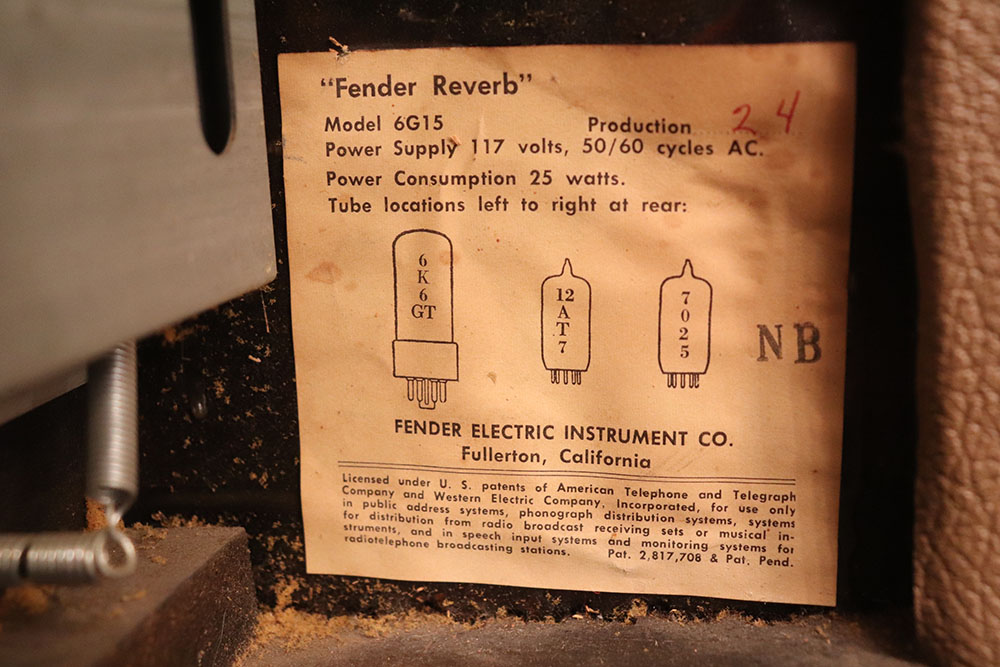 “Fender Reverb”
Model 6G15 Production 24
Power Supply 117 volts, 50/60 cycles AC.
Power Consumption 25 watts.
Tube locations left to right at rear:
6
K
6
GT
12
A
T
7
7
0
2
5
NB
FENDER ELECTRIC INSTRUMENT CO.
Fullerton, California
Licensed under U. S. patents of American Telephone and Telegraph
Company and Western Electric Company, Incorporated, for use only
in public address systems, phonograph distribution systems, systems
for distribution from radio broadcast receiving sets or musical in-
struments, and in speech input systems and monitoring systems for
radiotelephone broadcasting stations. Pat. 2,817,708 & Pat. Pend.